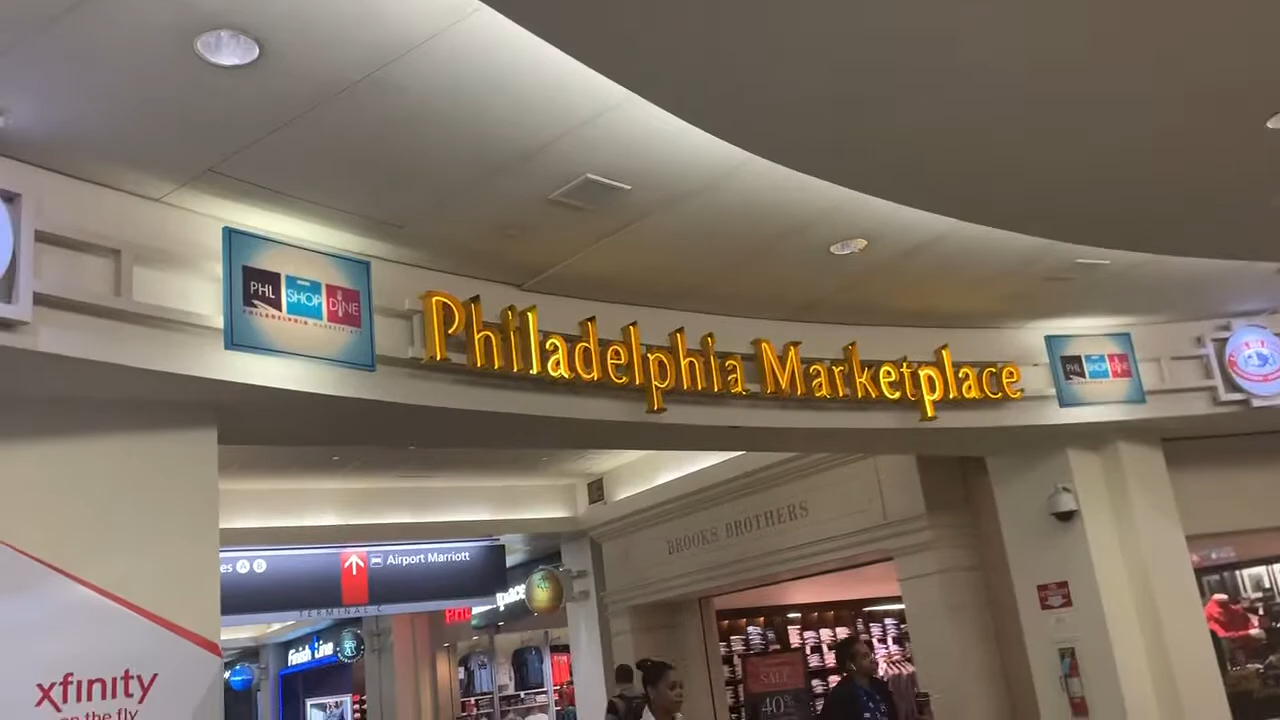 PHL SHOP DINE
PHILADELPHIA MARKETPLACE
Philadelphia Marketplace
PHL SHOP DINE
BROOKS BROTHERS
es A B
Airport Marriott
TERMINAL C
Finish Line
SALE
40%
xfinity
on the fly